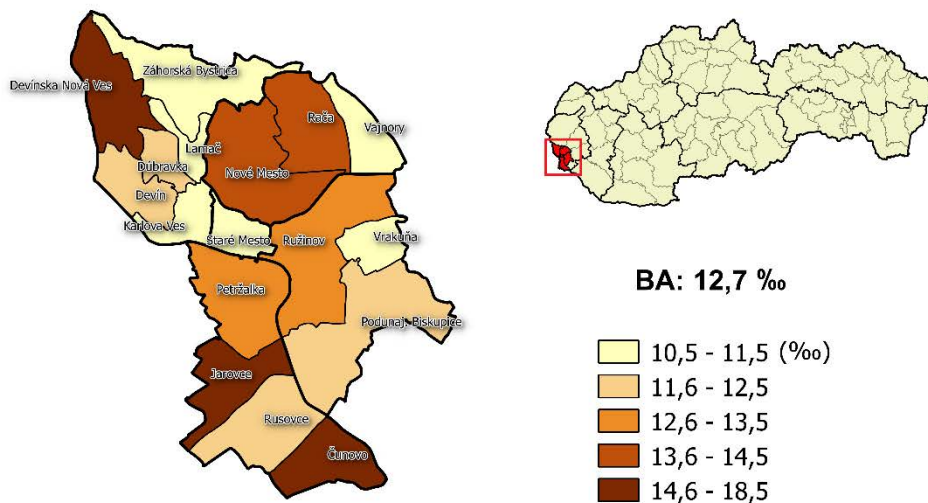 Záhorská Bystrica
Devínska Nová Ves
Rača
Vajnory
Lamač
Dúbravka
Nové Mesto
Devín
Karlova Ves
Staré Mesto
Ružinov
Vrakuňa
Petržalka
Podunaj. Biskupice
Jarovce
Rusovce
Čunovo
BA: 12,7 ‰
10,5 - 11,5 (‰)
11,6 - 12,5
12,6 - 13,5
13,6 - 14,5
14,6 - 18,5